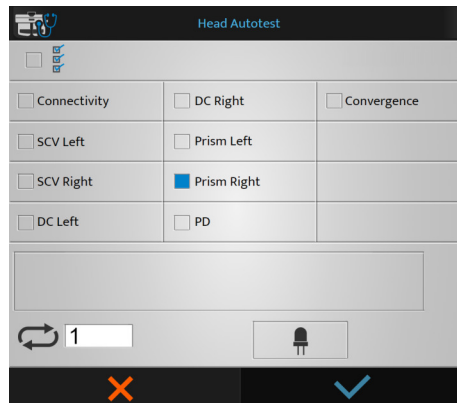 Head Autotest
Connectivity
DC Right
Convergence
SCV Left
Prism Left
SCV Right
Prism Right
DC Left
PD
1